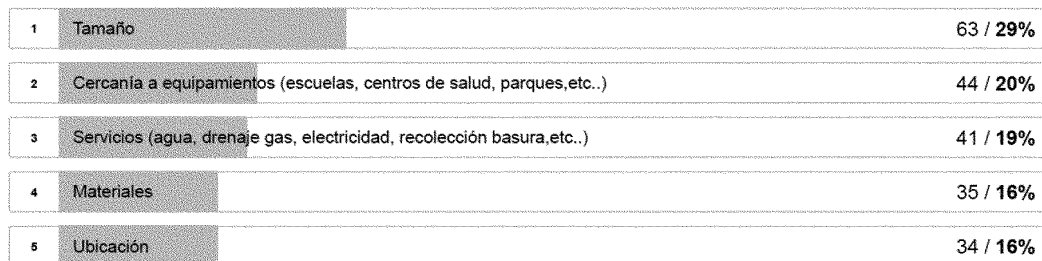 1 Tamaño 63 / 29%
2 Cercanía a equipamientos (escuelas, centros de salud, parques,etc..) 44 / 20%
3 Servicios (agua, drenaje gas, electricidad, recolección basura,etc..) 41 / 19%
4 Materiales 35 / 16%
5 Ubicación 34 / 16%